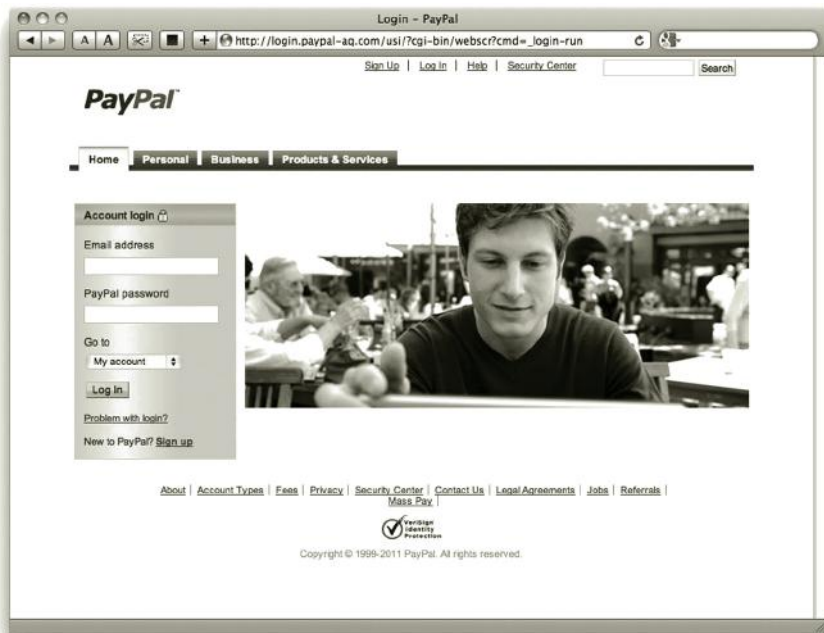 Login – PayPal
A A + http://login.paypal-aq.com/usi/?cgi-bin/webscr?cmd=_login-run
Sign Up | Log In | Help | Security Center Search
PayPal™
Home Personal Business Products & Services
Account login
Email address
PayPal password
Go to
My account
Log In
Problem with login?
New to PayPal? Sign up
About | Account Types | Fees | Privacy | Security Center | Contact Us | Legal Agreements | Jobs | Referrals |
Mass Pay |
VeriSign
Identity
Protection
Copyright © 1999-2011 PayPal. All rights reserved.